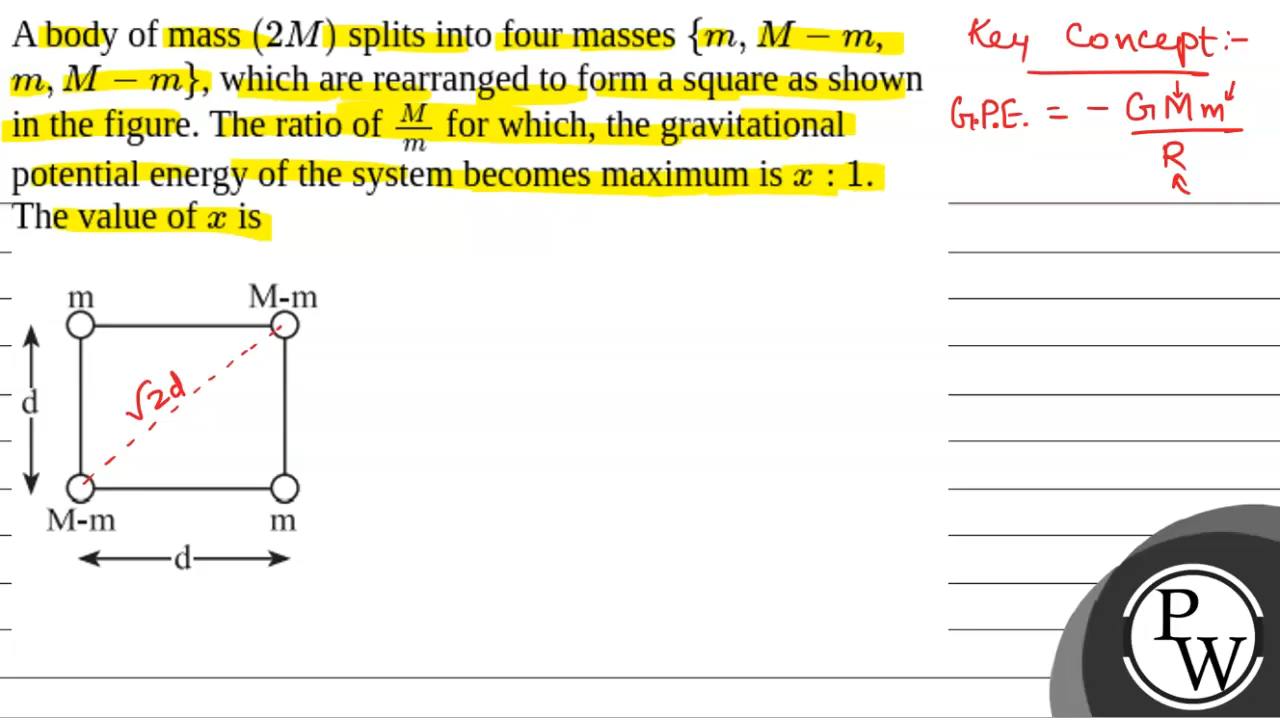 A body of mass (2M) splits into four masses {m, M − m,
m, M − m}, which are rearranged to form a square as shown
in the figure. The ratio of M/m for which, the gravitational
potential energy of the system becomes maximum is x : 1.
The value of x is
Key Concept:-
G.P.E. = - GMm/R
m M-m
d
√2d
M-m m
d
P
W